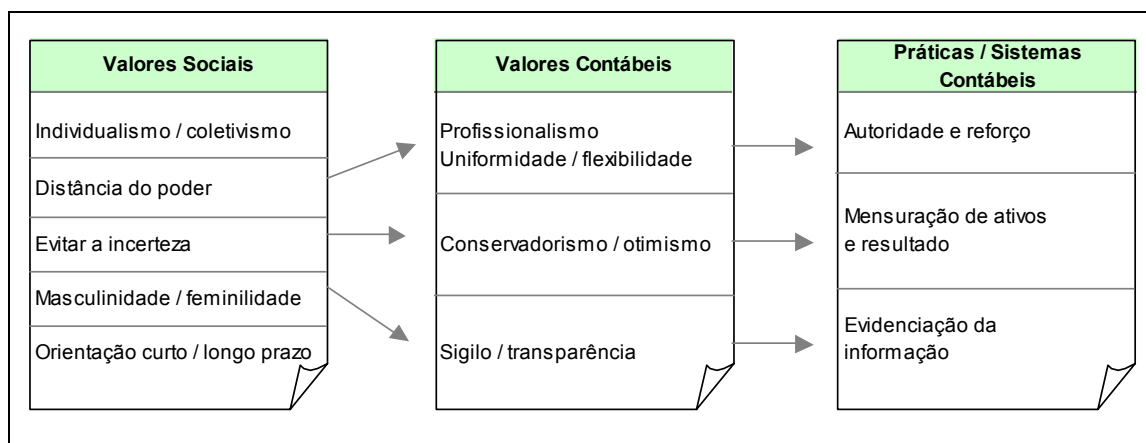 Valores Sociais
Individualismo / coletivismo
Distância do poder
Evitar a incerteza
Masculinidade / feminilidade
Orientação curto / longo prazo
Valores Contábeis
Profissionalismo
Uniformidade / flexibilidade
Conservadorismo / otimismo
Sigilo / transparência
Práticas / Sistemas
Contábeis
Autoridade e reforço
Mensuração de ativos
e resultado
Evidenciação da
informação